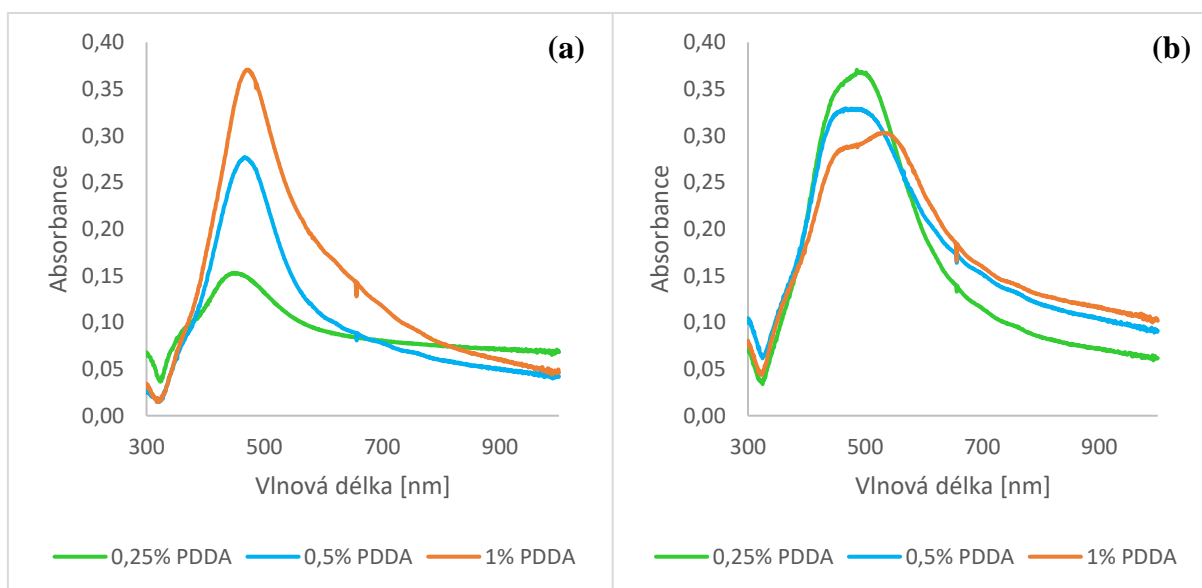 (a)
0,40
0,35
0,30
0,25
0,20
0,15
0,10
0,05
0,00
Absorbance
300 500 700 900
Vlnová délka [nm]
0,25% PDDA 0,5% PDDA 1% PDDA
(b)
0,40
0,35
0,30
0,25
0,20
0,15
0,10
0,05
0,00
Absorbance
300 500 700 900
Vlnová délka [nm]
0,25% PDDA 0,5% PDDA 1% PDDA